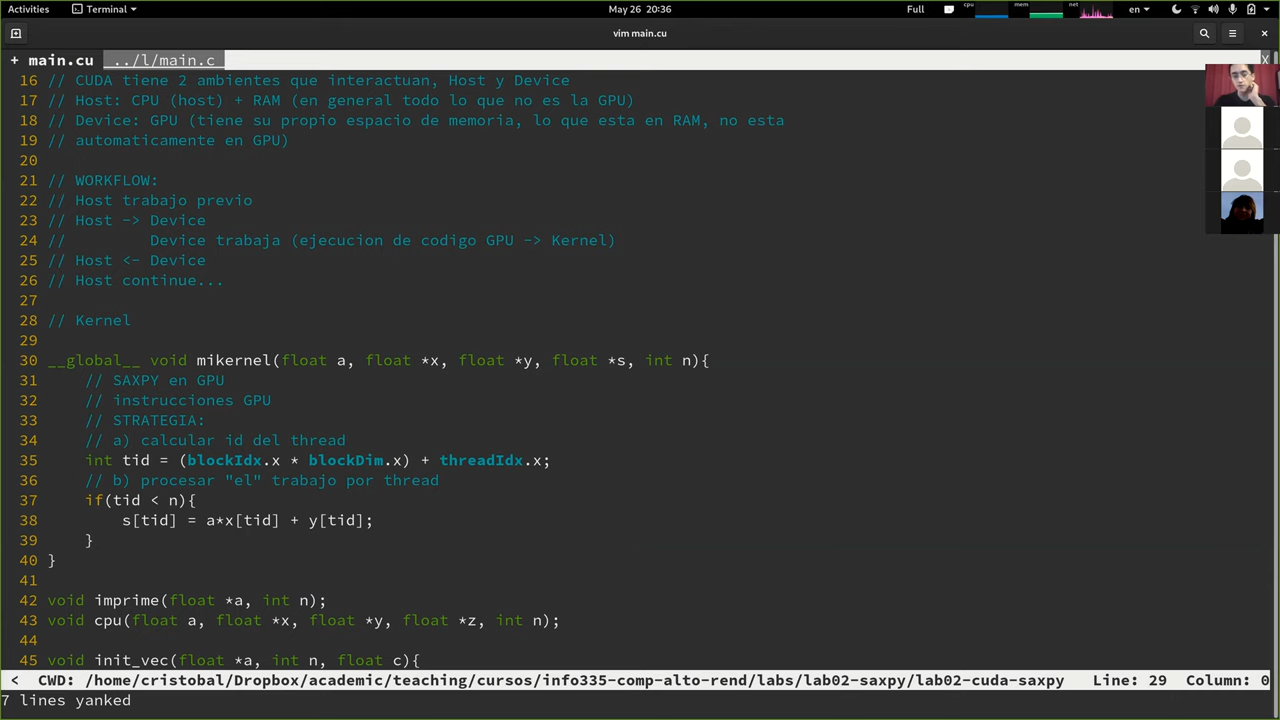 Activities Terminal May 26 20:36 Full cpu mem net en
vim main.cu
+ main.cu ../l/main.c X
16 // CUDA tiene 2 ambientes que interactuan, Host y Device
17 // Host: CPU (host) + RAM (en general todo lo que no es la GPU)
18 // Device: GPU (tiene su propio espacio de memoria, lo que esta en RAM, no esta
19 // automaticamente en GPU)
20
21 // WORKFLOW:
22 // Host trabajo previo
23 // Host -> Device
24 // Device trabaja (ejecucion de codigo GPU -> Kernel)
25 // Host <- Device
26 // Host continue...
27
28 // Kernel
29
30 __global__ void mikernel(float a, float *x, float *y, float *s, int n){
31 // SAXPY en GPU
32 // instrucciones GPU
33 // STRATEGIA:
34 // a) calcular id del thread
35 int tid = (blockIdx.x * blockDim.x) + threadIdx.x;
36 // b) procesar "el" trabajo por thread
37 if(tid < n){
38 s[tid] = a*x[tid] + y[tid];
39 }
40 }
41
42 void imprime(float *a, int n);
43 void cpu(float a, float *x, float *y, float *z, int n);
44
45 void init_vec(float *a, int n, float c){
< CWD: /home/cristobal/Dropbox/academic/teaching/cursos/info335-comp-alto-rend/labs/lab02-saxpy/lab02-cuda-saxpy Line: 29 Column: 0
7 lines yanked